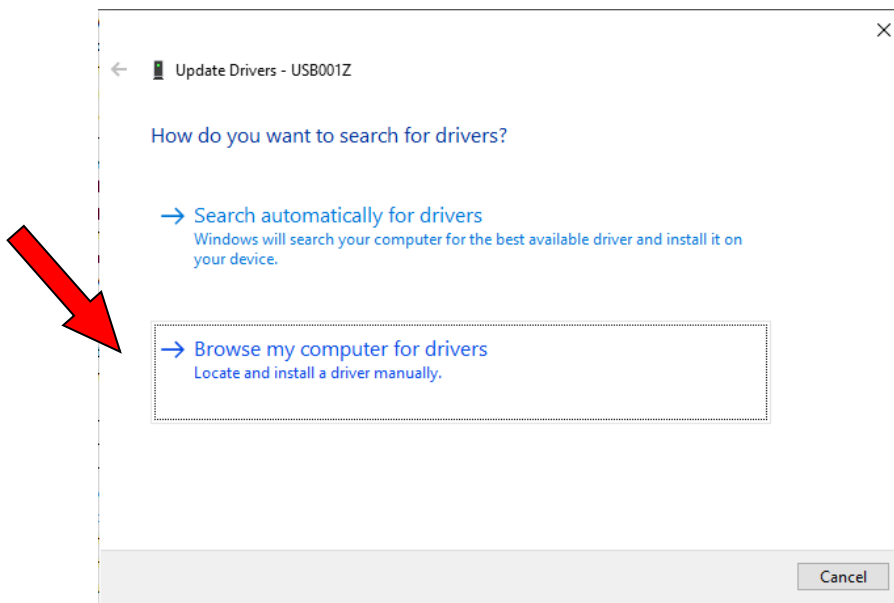 Update Drivers - USB001Z
How do you want to search for drivers?
Search automatically for drivers
Windows will search your computer for the best available driver and install it on
your device.
Browse my computer for drivers
Locate and install a driver manually.
Cancel